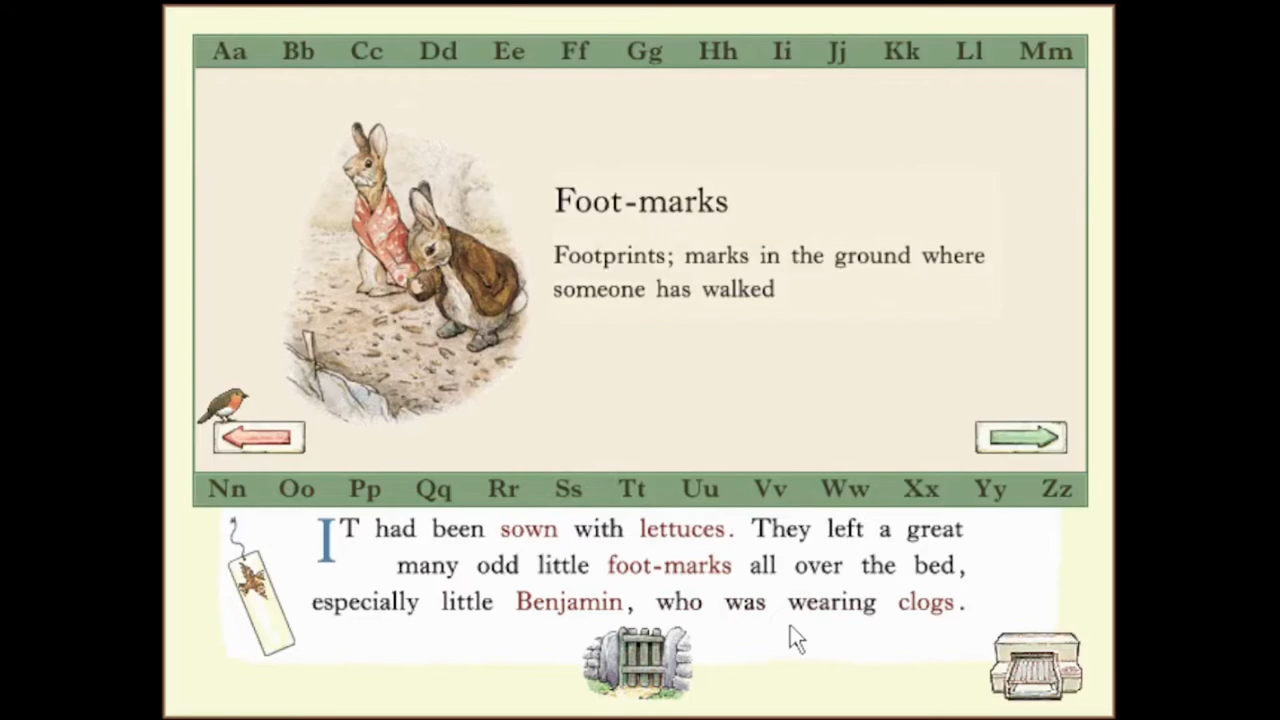 Aa Bb Cc Dd Ee Ff Gg Hh Ii Jj Kk Ll Mm
Foot-marks
Footprints; marks in the ground where
someone has walked
Nn Oo Pp Qq Rr Ss Tt Uu Vv Ww Xx Yy Zz
IT had been sown with lettuces. They left a great
many odd little foot-marks all over the bed,
especially little Benjamin, who was wearing clogs.